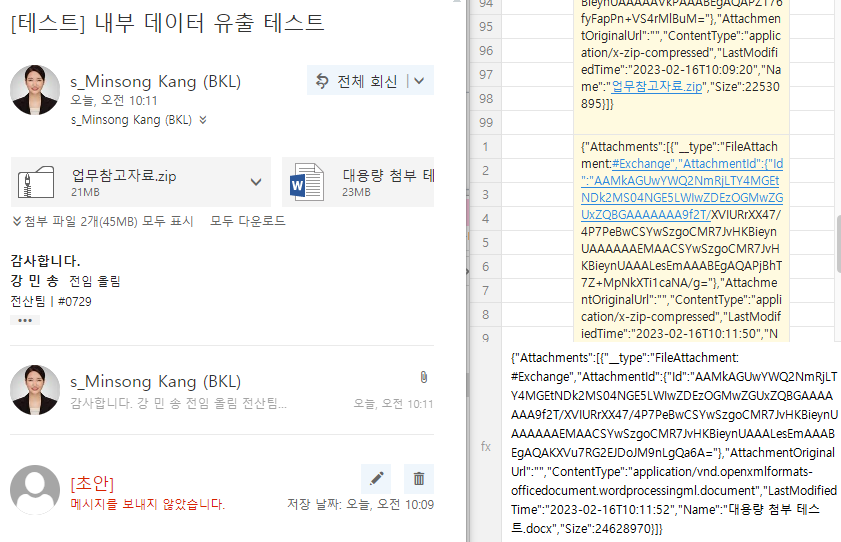 [테스트] 내부 데이터 유출 테스트
s_Minsong Kang (BKL)
오늘, 오전 10:11
s_Minsong Kang (BKL)
전체 회신
업무참고자료.zip
21MB
대용량 첨부 테
23MB
첨부 파일 2개(45MB) 모두 표시 모두 다운로드
감사합니다.
강 민 송 전임 올림
전산팀 | #0729
s_Minsong Kang (BKL)
감사합니다. 강 민 송 전임 올림 전산팀...
오늘, 오전 10:11
[초안]
메시지를 보내지 않았습니다.
저장 날짜: 오늘, 오전 10:09
94
95
96
97
98
99
1
2
3
4
5
6
7
8
9
fyFapPn+VS4rMlBuM="},"Attachme
ntOriginalUrl":"","ContentType":"applic
ation/x-zip-compressed","LastModifi
edTime":"2023-02-16T10:09:20","Na
me":"업무참고자료.zip","Size":22530
895}]}
{"Attachments":[{"__type":"FileAttach
ment:#Exchange","AttachmentId":{"Id
":"AAMkAGUwYWQ2NmRjLTY4MGEt
NDk2MS04NGE5LWIwZDEzOGMwZG
UxZQBGAAAAAAA9f2T/XVIURrXX47/
4P7PeBwCSYwSzgoCMR7JvHKBieyn
UAAAAAAEMAACSYwSzgoCMR7JvH
KBieynUAAALesEmAAABEgAQAPjBhT
7Z+MpNkXTi1caNA/g="},"Attachme
ntOriginalUrl":"","ContentType":"appli
cation/x-zip-compressed","LastModif
iedTime":"2023-02-16T10:11:50","N
fx
{"Attachments":[{"__type":"FileAttachment:
#Exchange","AttachmentId":{"Id":"AAMkAGUwYWQ2NmRjLT
Y4MGEtNDk2MS04NGE5LWIwZDEzOGMwZGUxZQBGAAAA
AAA9f2T/XVIURrXX47/4P7PeBwCSYwSzgoCMR7JvHKBieynU
AAAAAAEMAACSYwSzgoCMR7JvHKBieynUAAALesEmAAAB
EgAQAKXVu7RG2EJDoJM9nLgQa6A="},"AttachmentOriginal
Url":"","ContentType":"application/vnd.openxmlformats-
officedocument.wordprocessingml.document","LastModified
Time":"2023-02-16T10:11:52","Name":"대용량 첨부 테스
트.docx","Size":24628970}]}